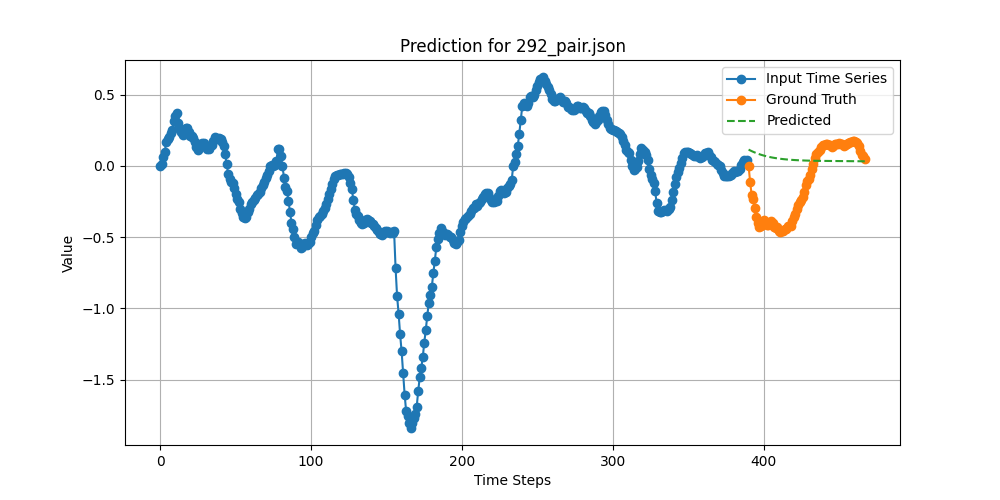 Prediction for 292_pair.json
Input Time Series
Ground Truth
Predicted
Value
0.5
0.0
−0.5
−1.0
−1.5
0 100 200 300 400
Time Steps